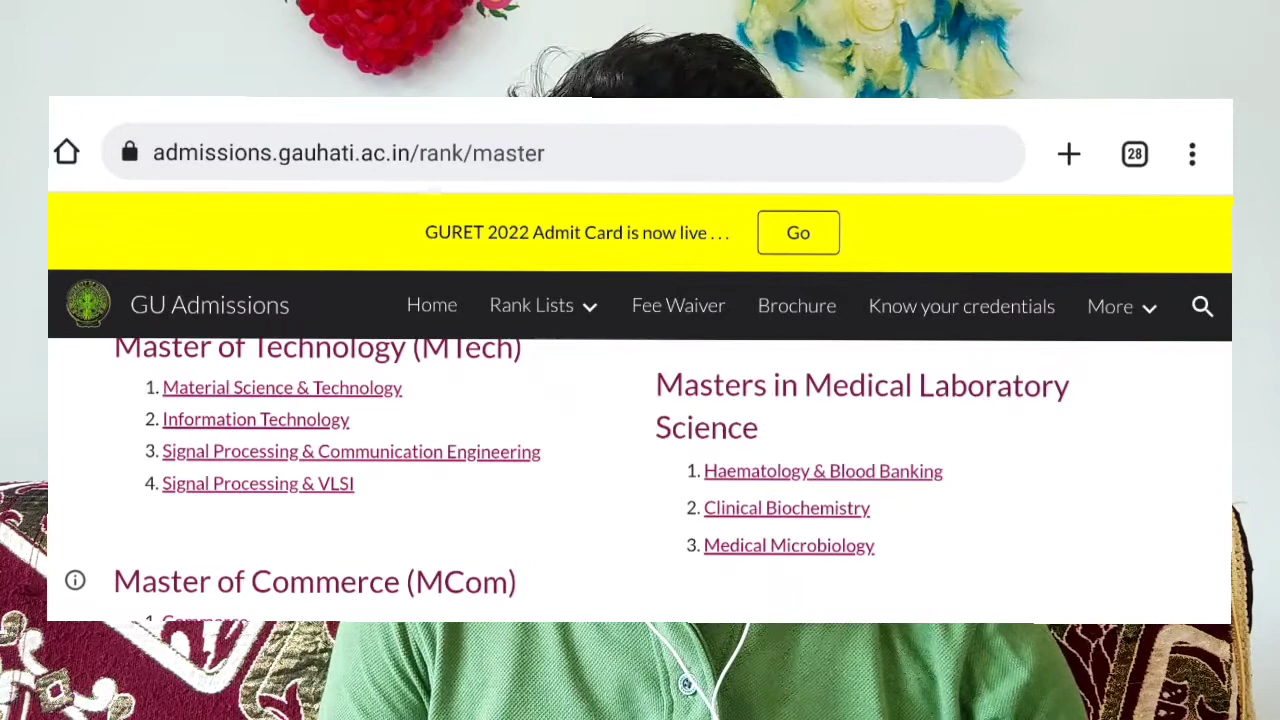 admissions.gauhati.ac.in/rank/master
28
GURET 2022 Admit Card is now live . . .
Go
GU Admissions
Home
Rank Lists
Fee Waiver
Brochure
Know your credentials
More
Master of Technology (MTech)
1. Material Science & Technology
2. Information Technology
3. Signal Processing & Communication Engineering
4. Signal Processing & VLSI
Masters in Medical Laboratory
Science
1. Haematology & Blood Banking
2. Clinical Biochemistry
3. Medical Microbiology
Master of Commerce (MCom)
1. Commerce